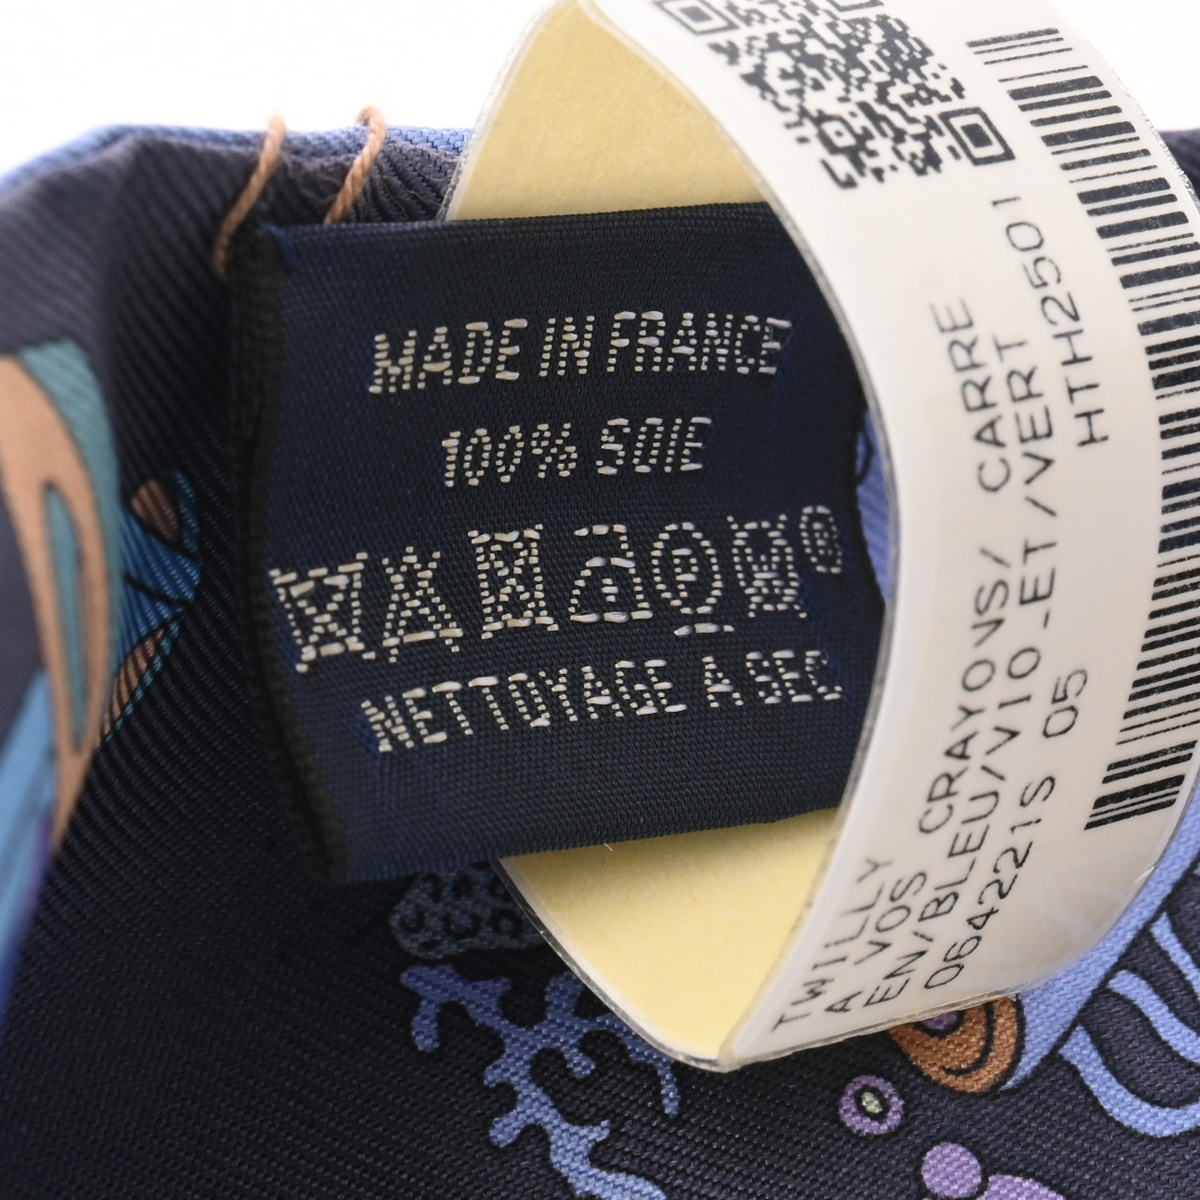 MADE IN FRANCE
100% SOIE
NETTOYAGE A SEC
TWILLY CRAYONS/ CARRE
A VOS
EN/BLEU/VIO_ET/VERT
064221S 05 HTH2501